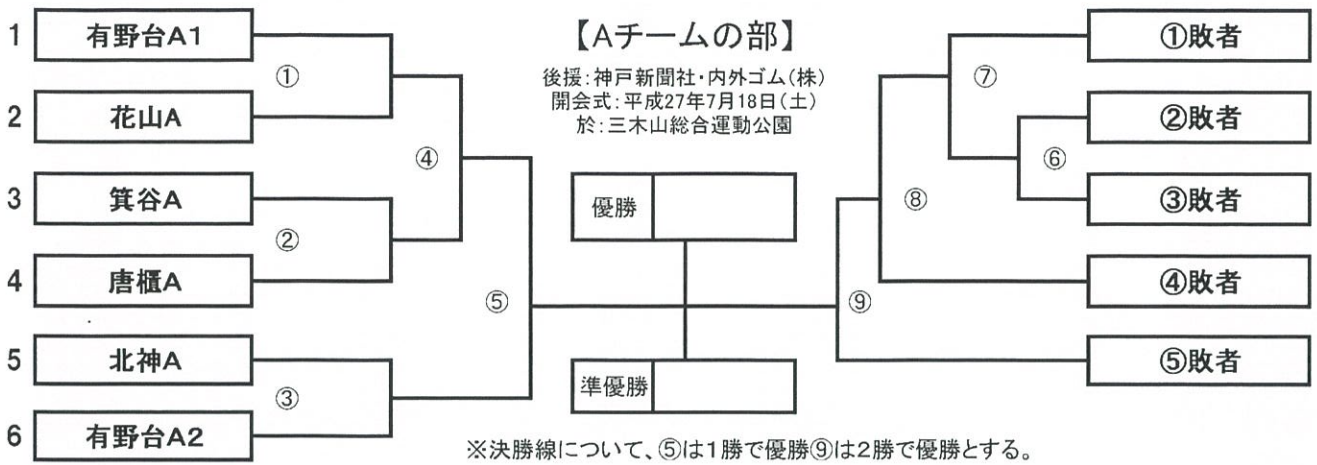 【Aチームの部】
後援:神戸新聞社・内外ゴム(株)
開会式:平成27年7月18日(土)
於:三木山総合運動公園
1 有野台A1
2 花山A
3 箕谷A
4 唐櫃A
5 北神A
6 有野台A2
①
②
③
④
⑤
優勝
準優勝
①敗者
②敗者
③敗者
④敗者
⑤敗者
⑦
⑥
⑧
⑨
※決勝線について、⑤は1勝で優勝⑨は2勝で優勝とする。